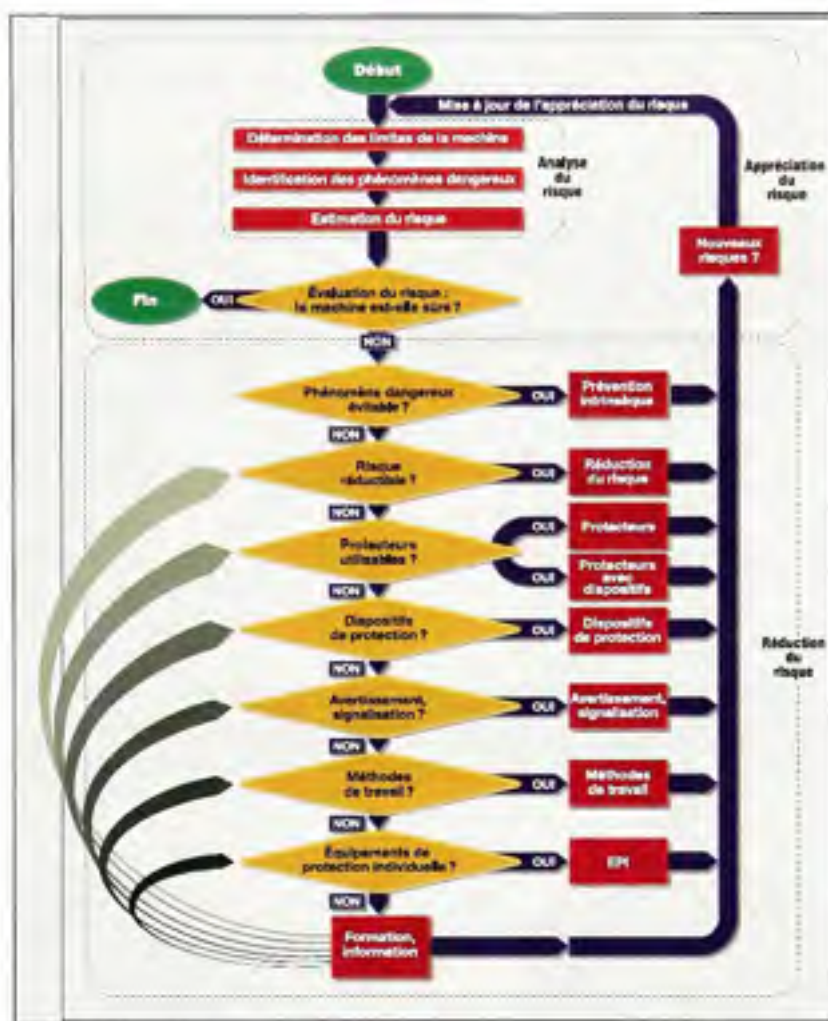 Début
Mise à jour de l'appréciation du risque
Détermination des limites de la machine
Identification des phénomènes dangereux
Estimation du risque
Analyse
du
risque
Appréciation
du
risque
Nouveaux
risques ?
Évaluation du risque :
la machine est-elle sûre ?
OUI
Fin
NON
Phénomène dangereux
évitable ?
OUI
Prévention
intrinsèque
NON
Risque
réductible ?
OUI
Réduction
du risque
NON
Protecteurs
utilisables ?
OUI
Protecteurs
OUI
Protecteurs
avec
dispositifs
NON
Dispositifs
de protection ?
OUI
Dispositifs
de protection
Réduction
du
risque
NON
Avertissement,
signalisation ?
OUI
Avertissement,
signalisation
NON
Méthodes
de travail ?
OUI
Méthodes
de travail
NON
Équipements de
protection individuelle ?
OUI
EPI
NON
Formation,
information